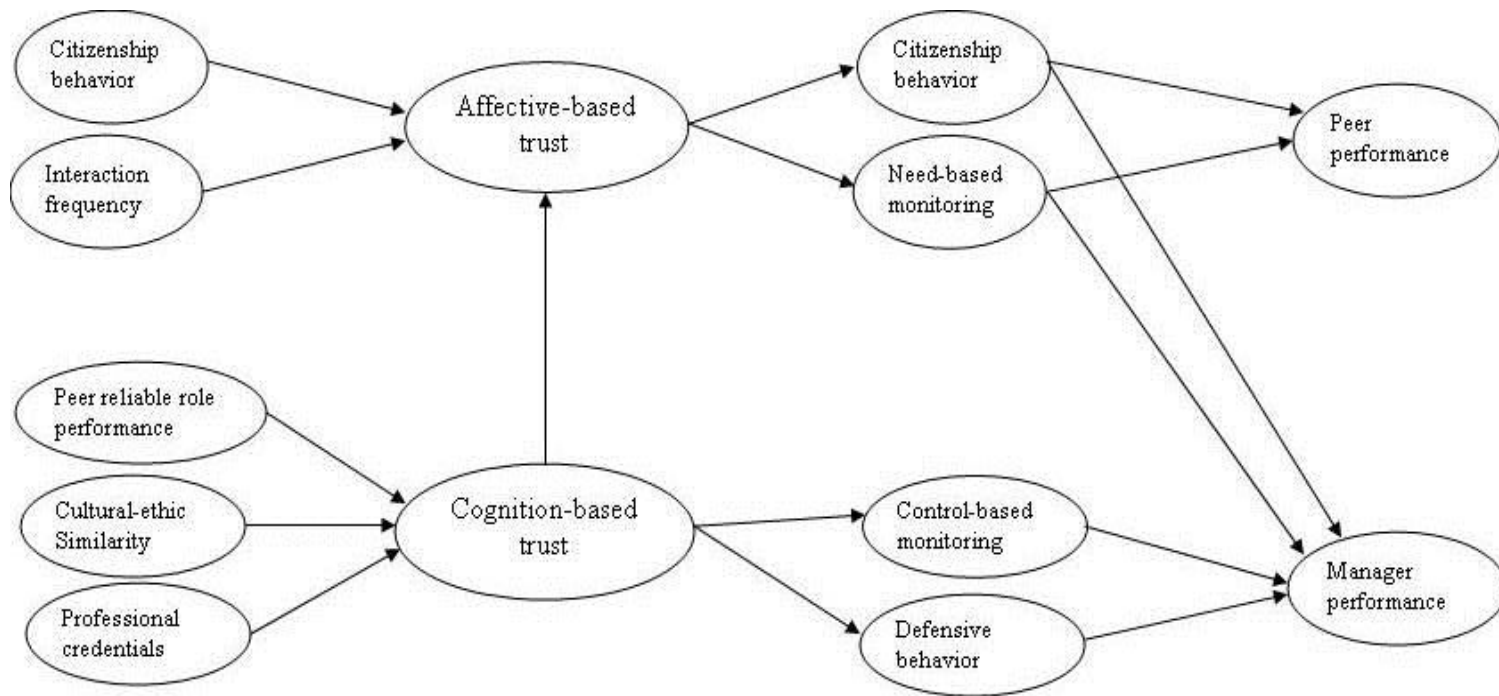 Citizenship
behavior
Interaction
frequency
Affective-based
trust
Citizenship
behavior
Need-based
monitoring
Peer
performance
Peer reliable role
performance
Cultural-ethic
Similarity
Professional
credentials
Cognition-based
trust
Control-based
monitoring
Defensive
behavior
Manager
performance